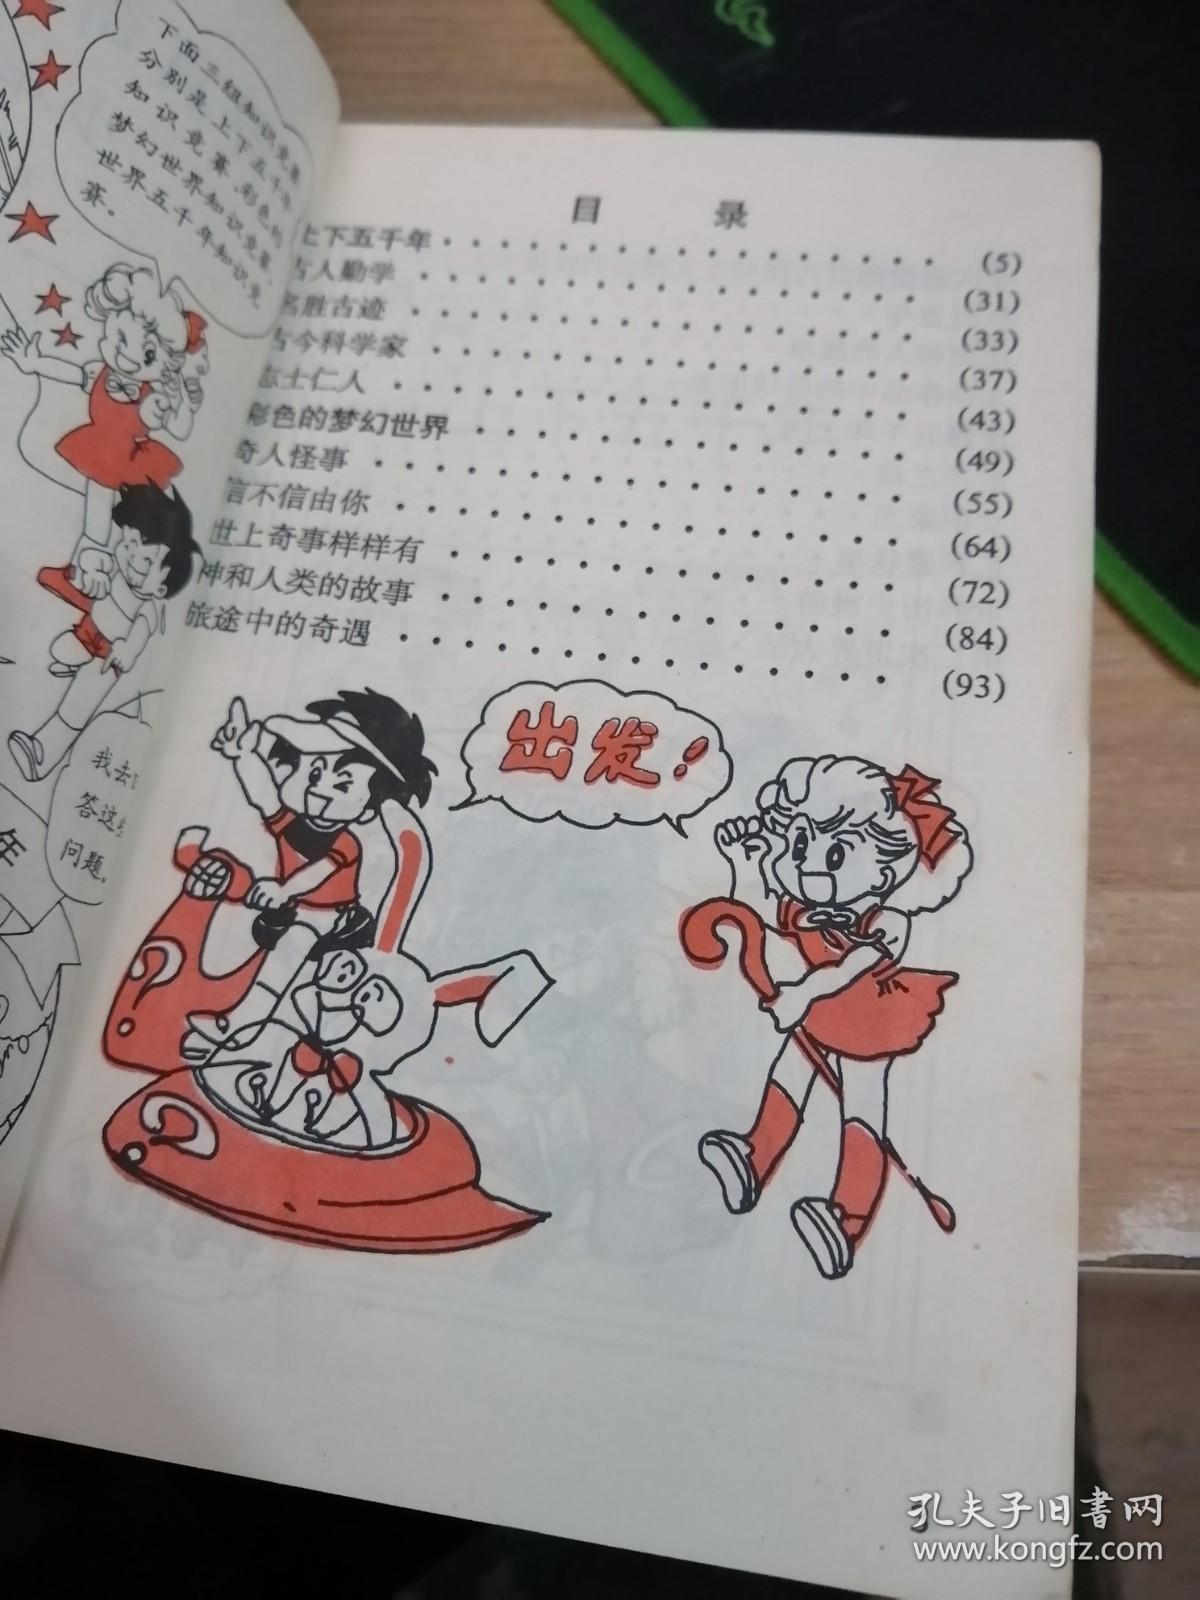 下面三组知识竞赛
分别是上下五千年
知识竞赛、彩色的
梦幻世界知识竞赛、
世界五千年知识竞
赛。
我去回
答这些
问题。
年
目 录
上下五千年 (5)
古人勤学 (31)
名胜古迹 (33)
古今科学家 (37)
志士仁人 (43)
彩色的梦幻世界 (49)
奇人怪事 (55)
信不信由你 (64)
世上奇事样样有 (72)
神和人类的故事 (84)
旅途中的奇遇 (93)
出发！
孔夫子旧书网
www.kongfz.com